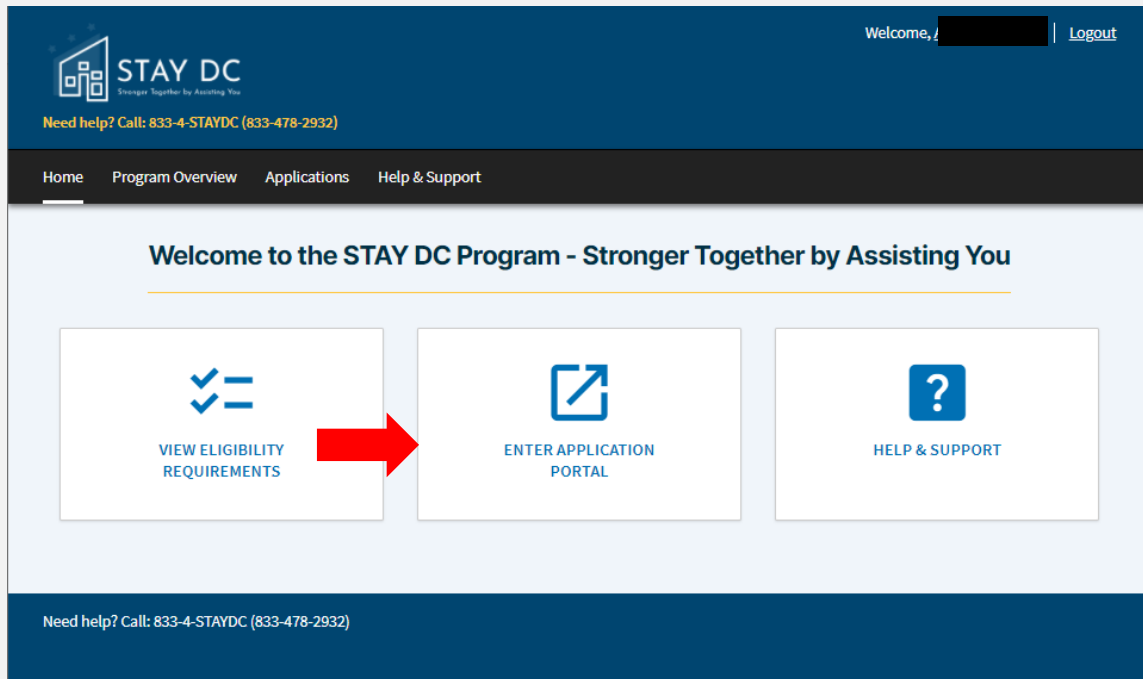 Welcome, | Logout
STAY DC
Stronger Together by Assisting You
Need help? Call: 833-4-STAYDC (833-478-2932)
Home Program Overview Applications Help & Support
Welcome to the STAY DC Program - Stronger Together by Assisting You
VIEW ELIGIBILITY
REQUIREMENTS
ENTER APPLICATION
PORTAL
HELP & SUPPORT
Need help? Call: 833-4-STAYDC (833-478-2932)